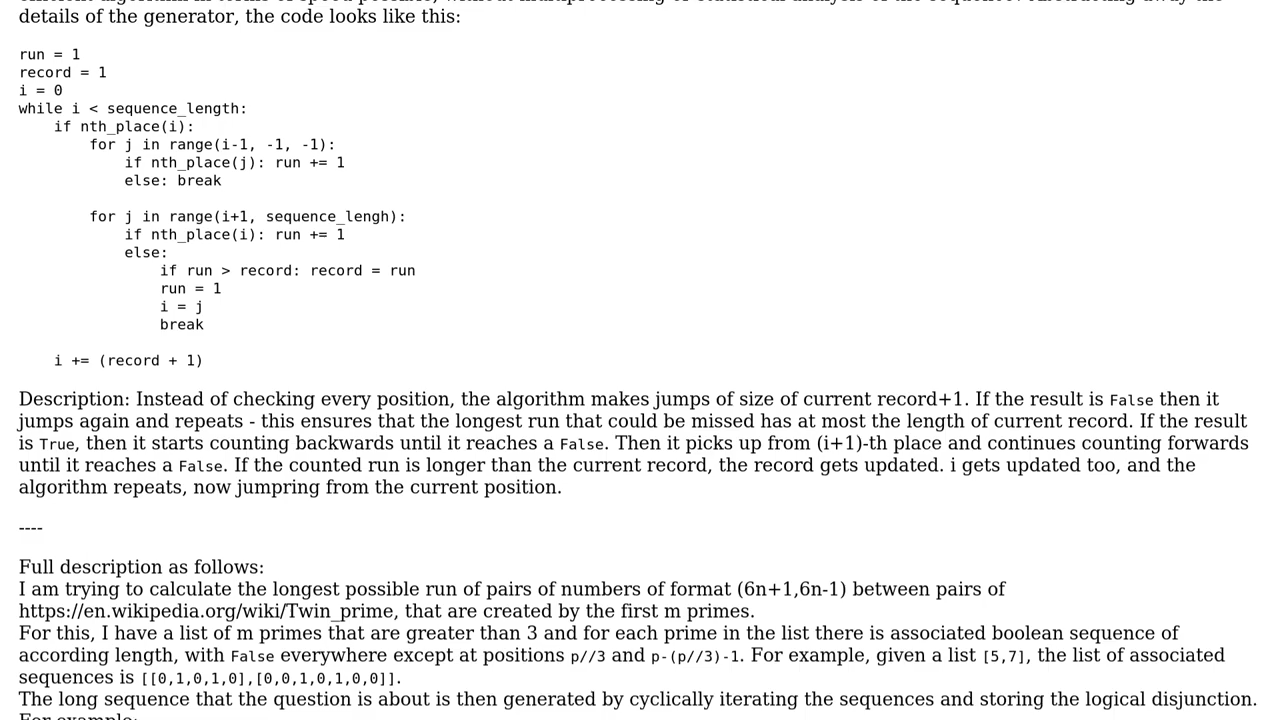 details of the generator, the code looks like this:
run = 1
record = 1
i = 0
while i < sequence_length:
    if nth_place(i):
        for j in range(i-1, -1, -1):
            if nth_place(j): run += 1
            else: break
        for j in range(i+1, sequence_lengh):
            if nth_place(i): run += 1
            else:
                if run > record: record = run
                run = 1
                i = j
                break
    i += (record + 1)
Description: Instead of checking every position, the algorithm makes jumps of size of current record+1. If the result is False then it
jumps again and repeats - this ensures that the longest run that could be missed has at most the length of current record. If the result
is True, then it starts counting backwards until it reaches a False. Then it picks up from (i+1)-th place and continues counting forwards
until it reaches a False. If the counted run is longer than the current record, the record gets updated. i gets updated too, and the
algorithm repeats, now jumpring from the current position.
----
Full description as follows:
I am trying to calculate the longest possible run of pairs of numbers of format (6n+1,6n-1) between pairs of
https://en.wikipedia.org/wiki/Twin_prime, that are created by the first m primes.
For this, I have a list of m primes that are greater than 3 and for each prime in the list there is associated boolean sequence of
according length, with False everywhere except at positions p//3 and p-(p//3)-1. For example, given a list [5,7], the list of associated
sequences is [[0,1,0,1,0],[0,0,1,0,1,0,0]].
The long sequence that the question is about is then generated by cyclically iterating the sequences and storing the logical disjunction.
For example: